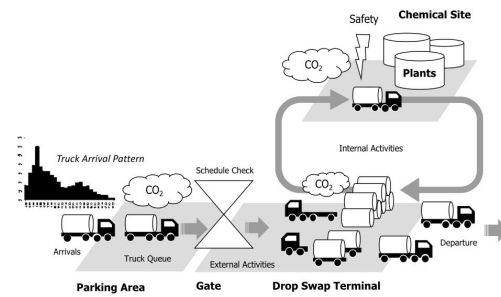 Chemical Site
Safety
CO2
Plants
Internal Activities
Truck Arrival Pattern
CO2
Schedule Check
CO2
Arrivals
Truck Queue
External Activities
Departure
Parking Area
Gate
Drop Swap Terminal